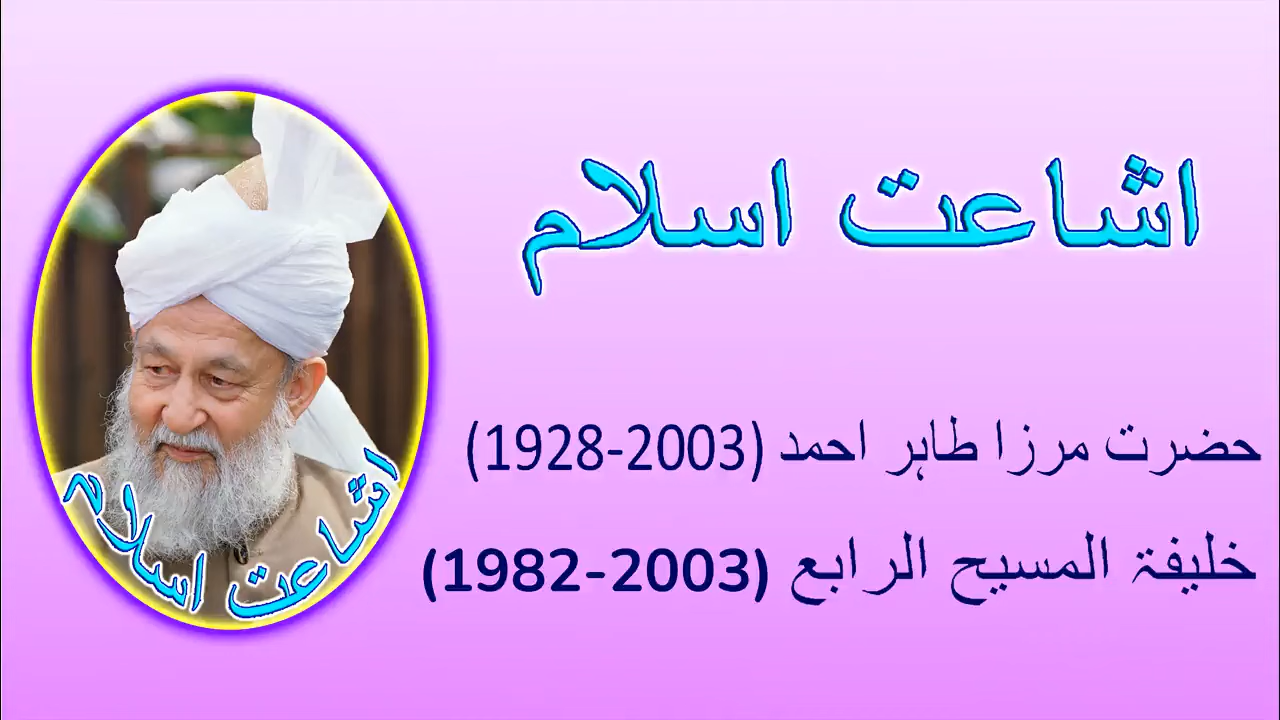 اشاعت اسلام
حضرت مرزا طاہر احمد (1928-2003)
خلیفۃ المسیح الرابع (1982-2003)
اشاعت اسلام